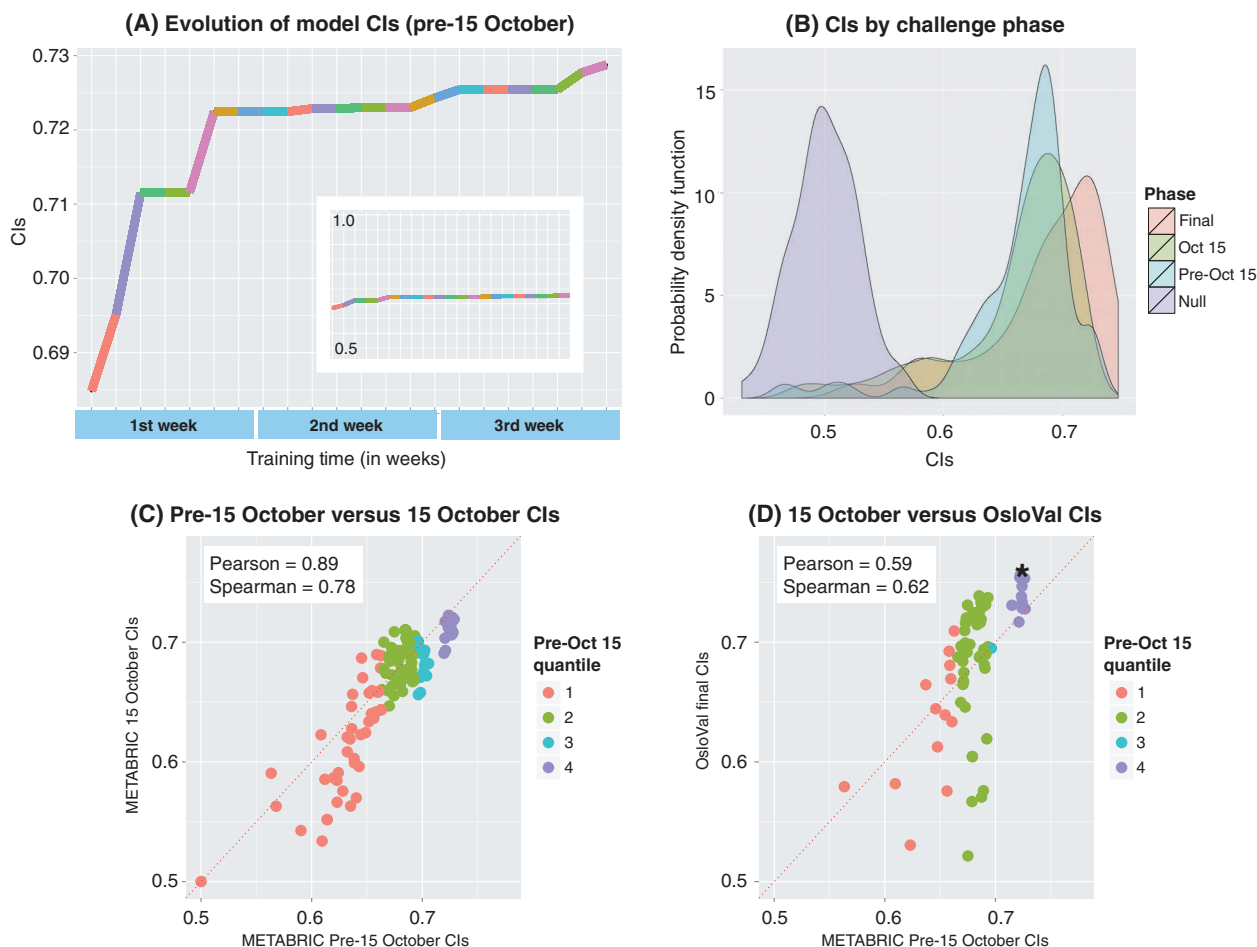 (A) Evolution of model CIs (pre-15 October)
0.73
0.72
0.71
0.70
0.69
CIs
1.0
0.5
1st week
2nd week
3rd week
Training time (in weeks)
(B) CIs by challenge phase
15
10
5
0
Probability density function
0.5
0.6
0.7
CIs
Phase
Final
Oct 15
Pre-Oct 15
Null
(C) Pre-15 October versus 15 October CIs
Pearson = 0.89
Spearman = 0.78
0.7
0.6
0.5
METABRIC 15 October CIs
0.5
0.6
0.7
METABRIC Pre-15 October CIs
Pre-Oct 15
quantile
1
2
3
4
(D) 15 October versus OsloVal CIs
Pearson = 0.59
Spearman = 0.62
*
0.7
0.6
0.5
OsloVal final CIs
0.5
0.6
0.7
METABRIC Pre-15 October CIs
Pre-Oct 15
quantile
1
2
3
4